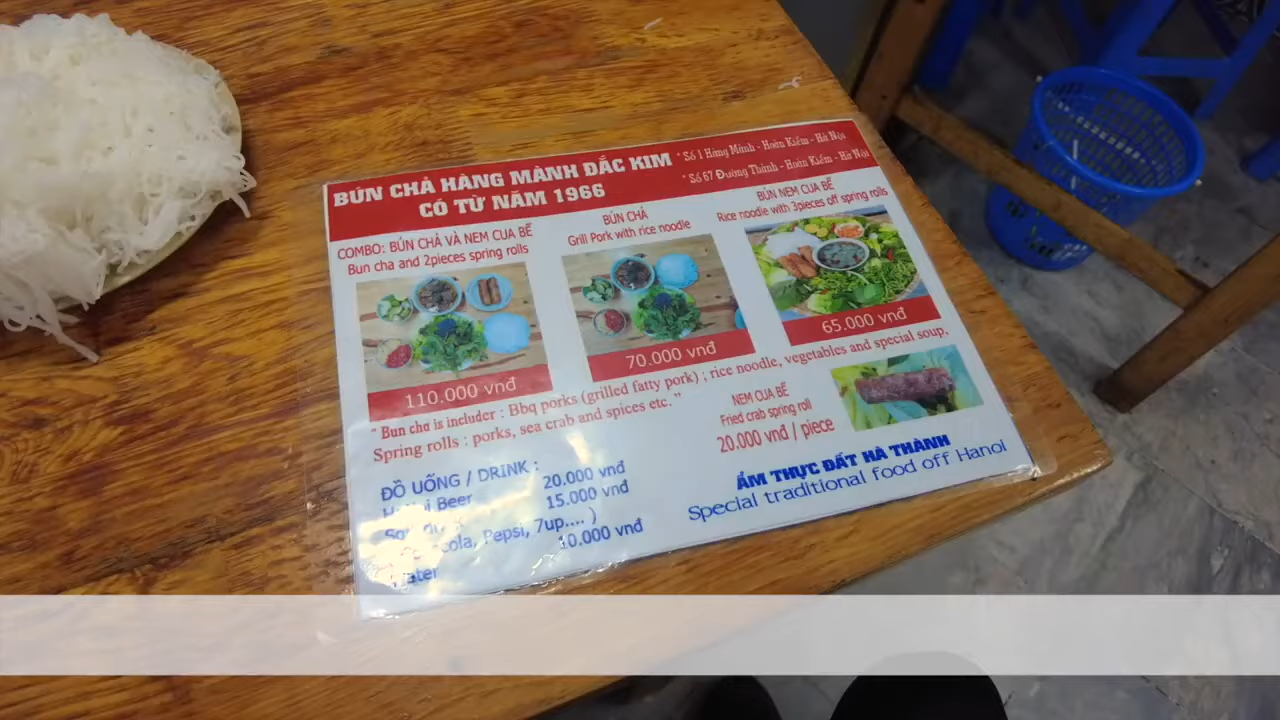 BÚN CHẢ HÀNG MÀNH ĐẮC KIM
CÓ TỪ NĂM 1966
* Số 1 Hàng Mành - Hoàn Kiếm - Hà Nội
* Số 67 Đường Thành - Hoàn Kiếm - Hà Nội
COMBO: BÚN CHẢ VÀ NEM CUA BỂ
Bun cha and 2pieces spring rolls
110.000 vnđ
BÚN CHẢ
Grill Pork with rice noodle
70.000 vnđ
BÚN NEM CUA BỂ
Rice noodle with 3pieces off spring rolls
65.000 vnđ
" Bun cha is includer : Bbq porks (grilled fatty pork) ; rice noodle, vegetables and special soup,
Spring rolls : porks, sea crab and spices etc. "
NEM CUA BỂ
Fried crab spring roll
20.000 vnđ / piece
ĐỒ UỐNG / DRINK :
Beer 20.000 vnđ
15.000 vnđ
cola, Pepsi, 7up.... )
10.000 vnđ
ẨM THỰC ĐẤT HÀ THÀNH
Special traditional food off Hanoi